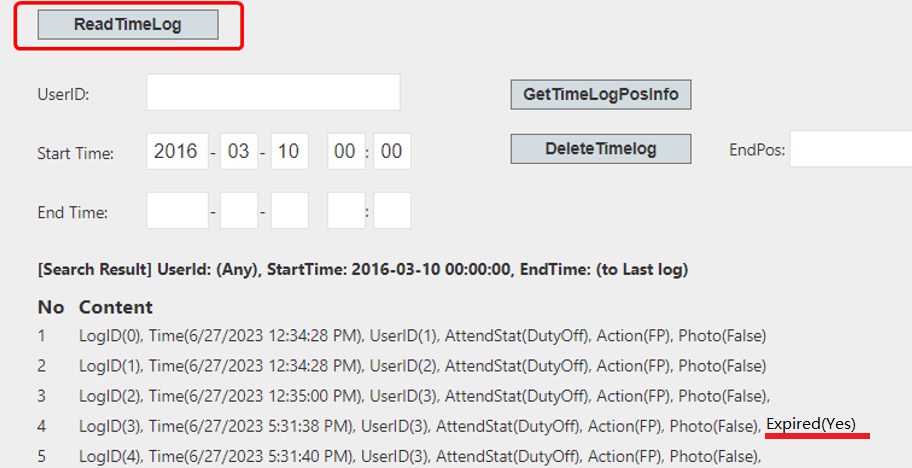 ReadTimeLog
UserID: GetTimeLogPosInfo
Start Time: 2016 - 03 - 10 00 : 00 DeleteTimelog EndPos:
End Time: - - :
[Search Result] UserId: (Any), StartTime: 2016-03-10 00:00:00, EndTime: (to Last log)
No Content
1 LogID(0), Time(6/27/2023 12:34:28 PM), UserID(1), AttendStat(DutyOff), Action(FP), Photo(False)
2 LogID(1), Time(6/27/2023 12:34:28 PM), UserID(2), AttendStat(DutyOff), Action(FP), Photo(False)
3 LogID(2), Time(6/27/2023 12:35:00 PM), UserID(3), AttendStat(DutyOff), Action(FP), Photo(False),
4 LogID(3), Time(6/27/2023 5:31:38 PM), UserID(3), AttendStat(DutyOff), Action(FP), Photo(False), Expired(Yes)
5 LogID(4), Time(6/27/2023 5:31:40 PM), UserID(3), AttendStat(DutyOff), Action(FP), Photo(False),